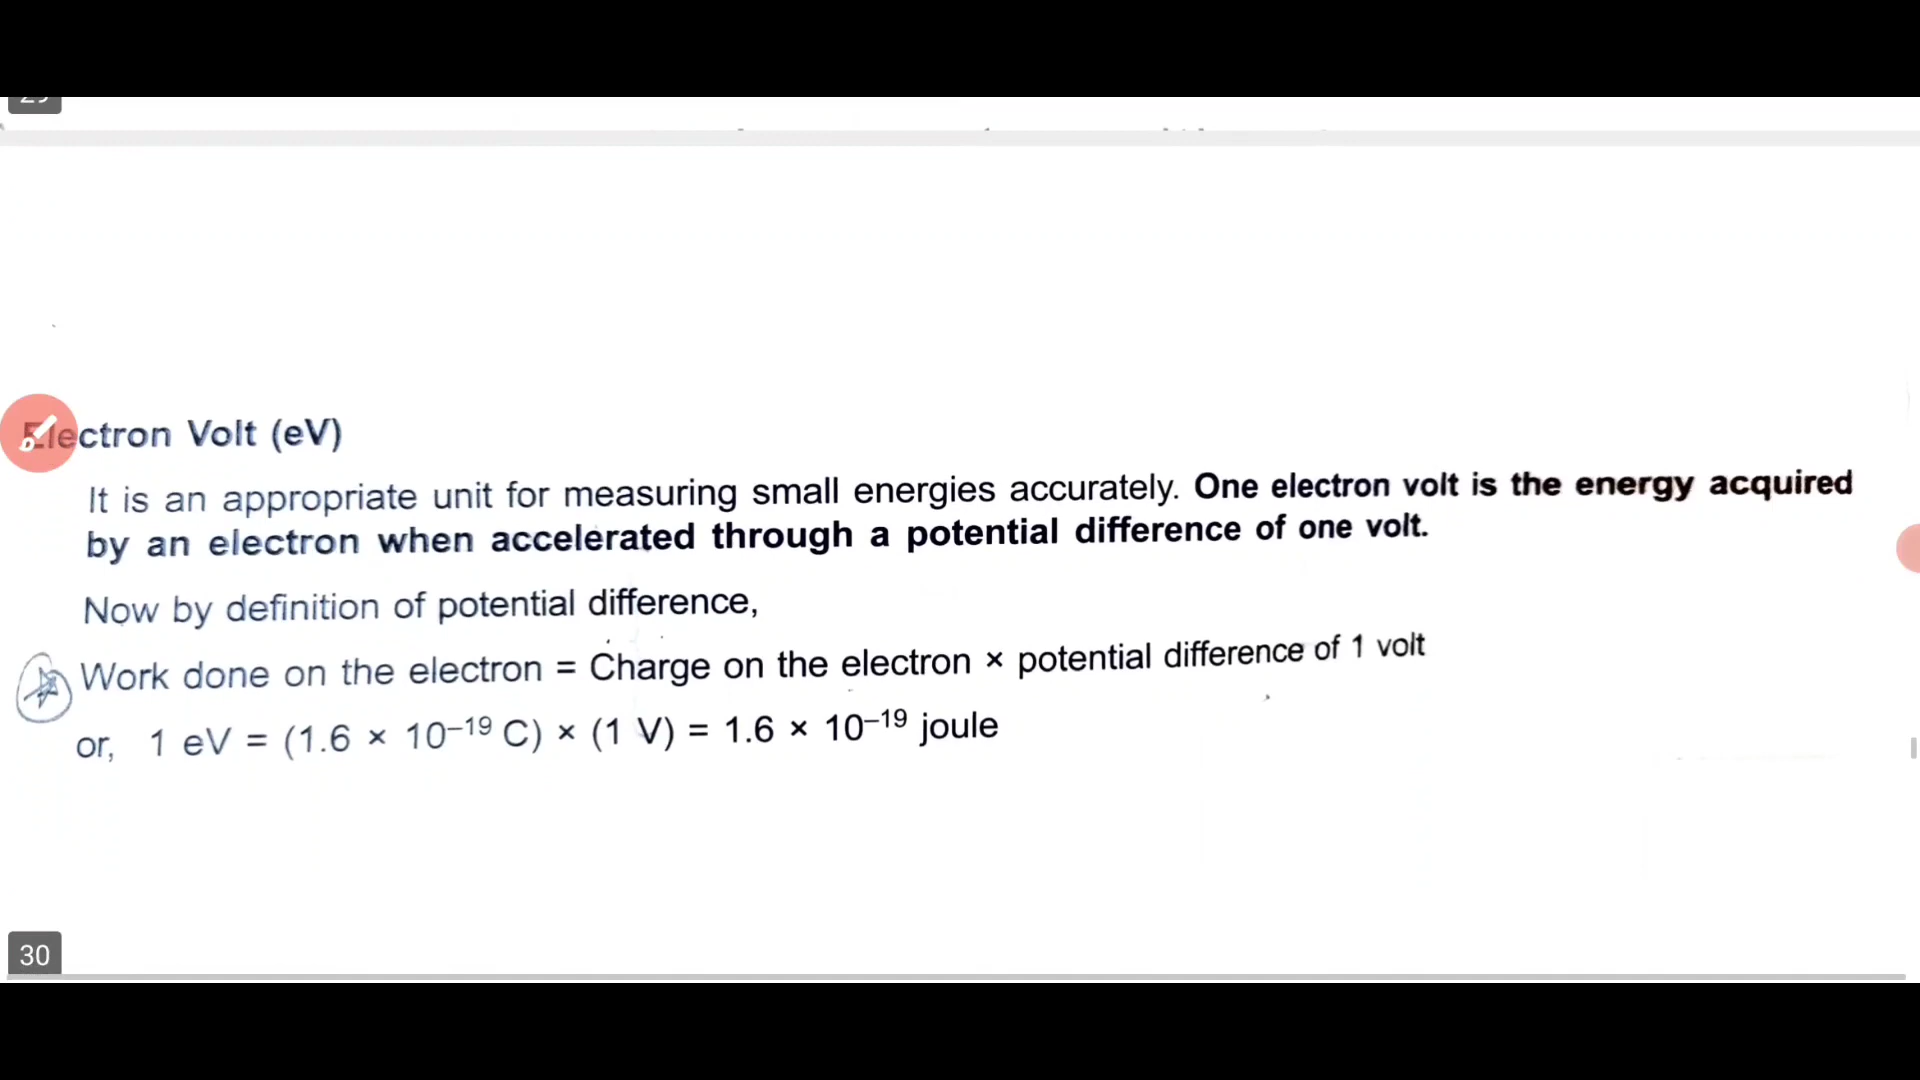 Electron Volt (eV)
It is an appropriate unit for measuring small energies accurately. One electron volt is the energy acquired
by an electron when accelerated through a potential difference of one volt.
Now by definition of potential difference,
Work done on the electron = Charge on the electron × potential difference of 1 volt
or, 1 eV = (1.6 × 10⁻¹⁹ C) × (1 V) = 1.6 × 10⁻¹⁹ joule
30